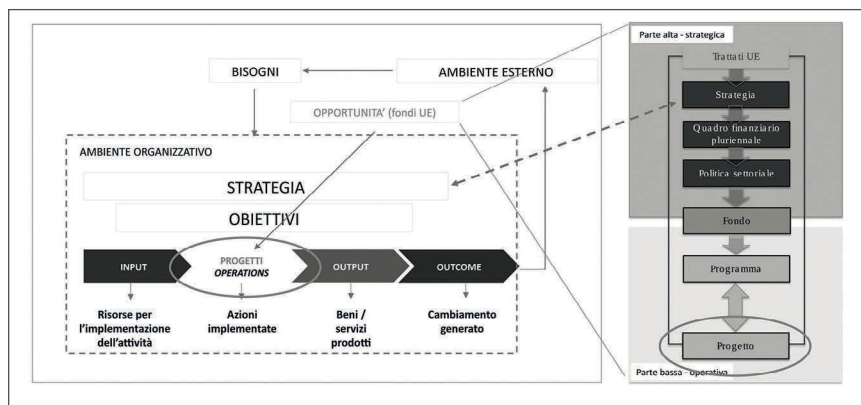 BISOGNI
AMBIENTE ESTERNO
OPPORTUNITA’ (fondi UE)
AMBIENTE ORGANIZZATIVO
STRATEGIA
OBIETTIVI
INPUT
PROGETTI
OPERATIONS
OUTPUT
OUTCOME
Risorse per
l’implementazione
dell’attività
Azioni
implementate
Beni /
servizi
prodotti
Cambiamento
generato
Parte alta - strategica
Trattati UE
Strategia
Quadro finanziario
pluriennale
Politica settoriale
Fondo
Programma
Progetto
Parte bassa - operativa